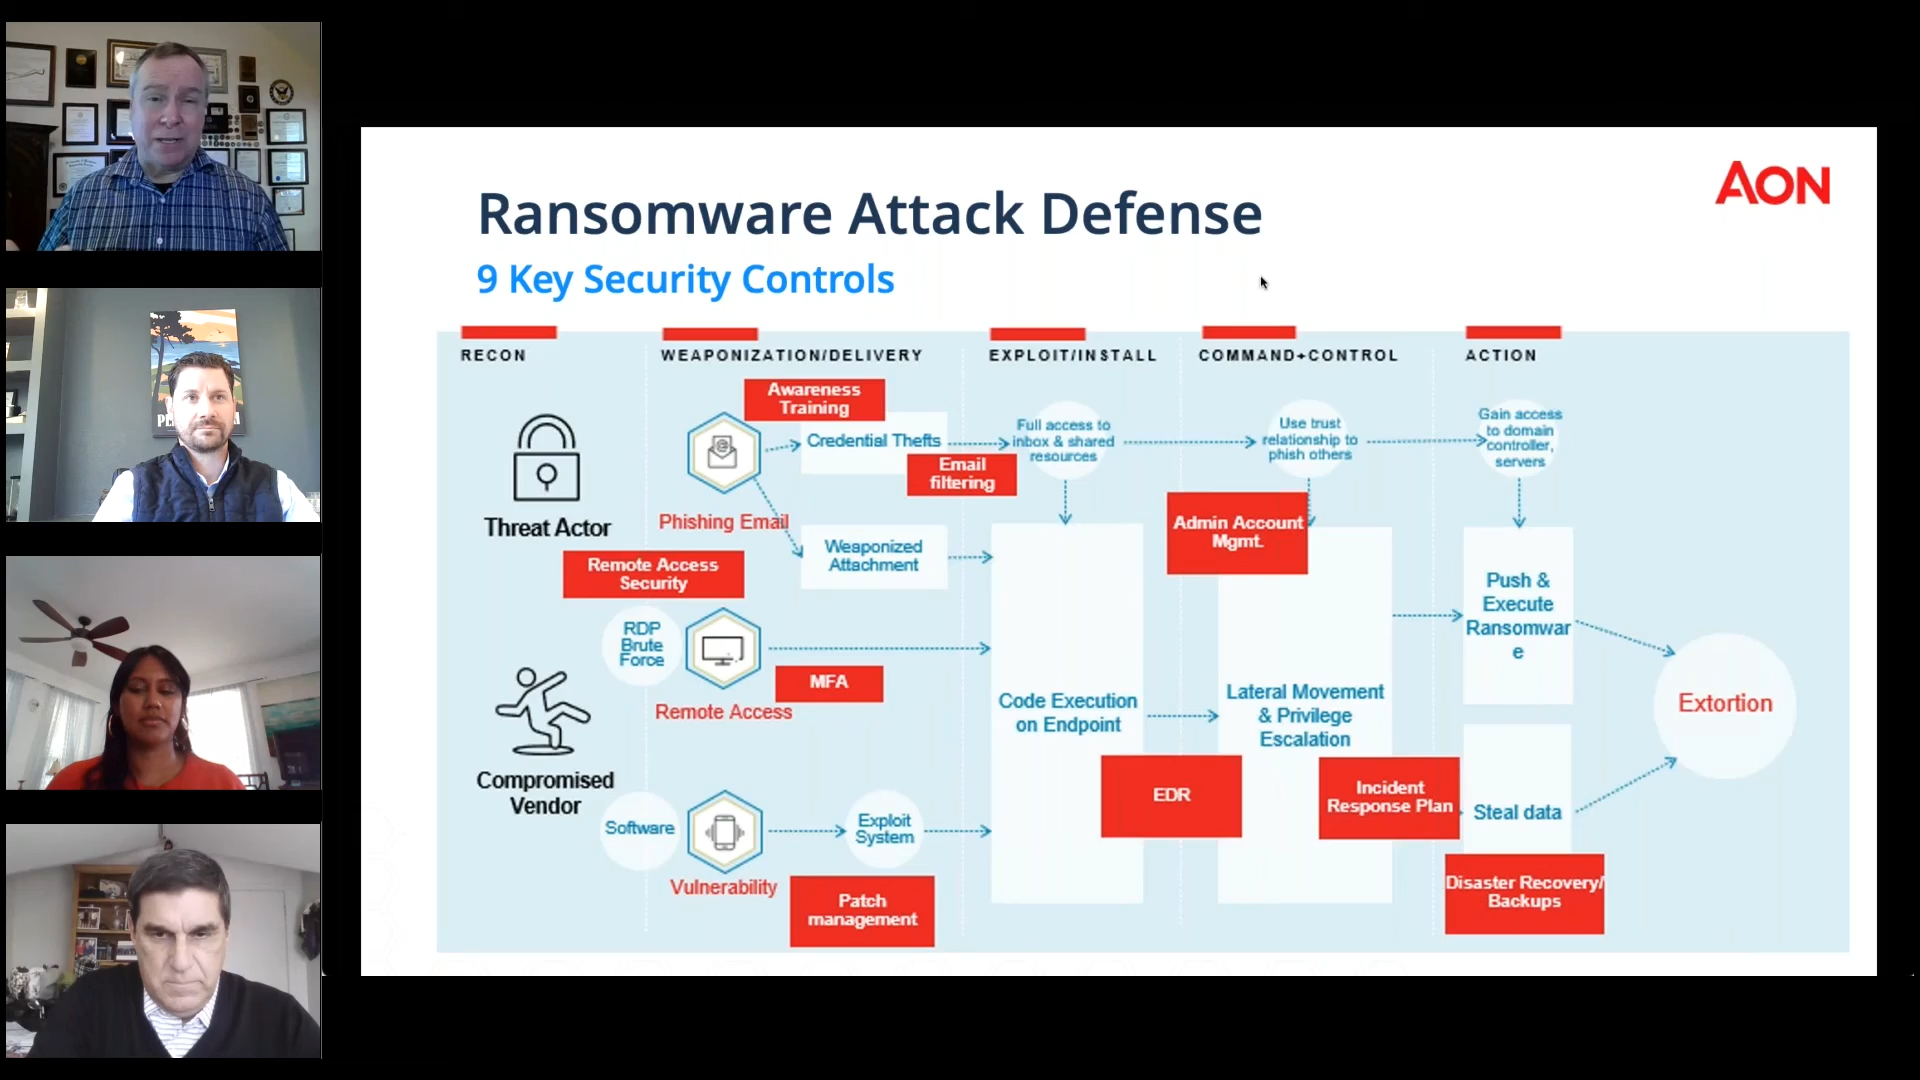 AON
Ransomware Attack Defense
9 Key Security Controls
RECON
WEAPONIZATION/DELIVERY
EXPLOIT/INSTALL
COMMAND+CONTROL
ACTION
Threat Actor
Compromised
Vendor
Awareness
Training
Credential Thefts
Email
filtering
Phishing Email
Weaponized
Attachment
Remote Access
Security
RDP
Brute
Force
MFA
Remote Access
Software
Exploit
System
Vulnerability
Patch
management
Full access to
inbox & shared
resources
Code Execution
on Endpoint
EDR
Use trust
relationship to
phish others
Admin Account
Mgmt.
Lateral Movement
& Privilege
Escalation
Incident
Response Plan
Gain access
to domain
controller,
servers
Push &
Execute
Ransomwar
e
Steal data
Disaster Recovery/
Backups
Extortion